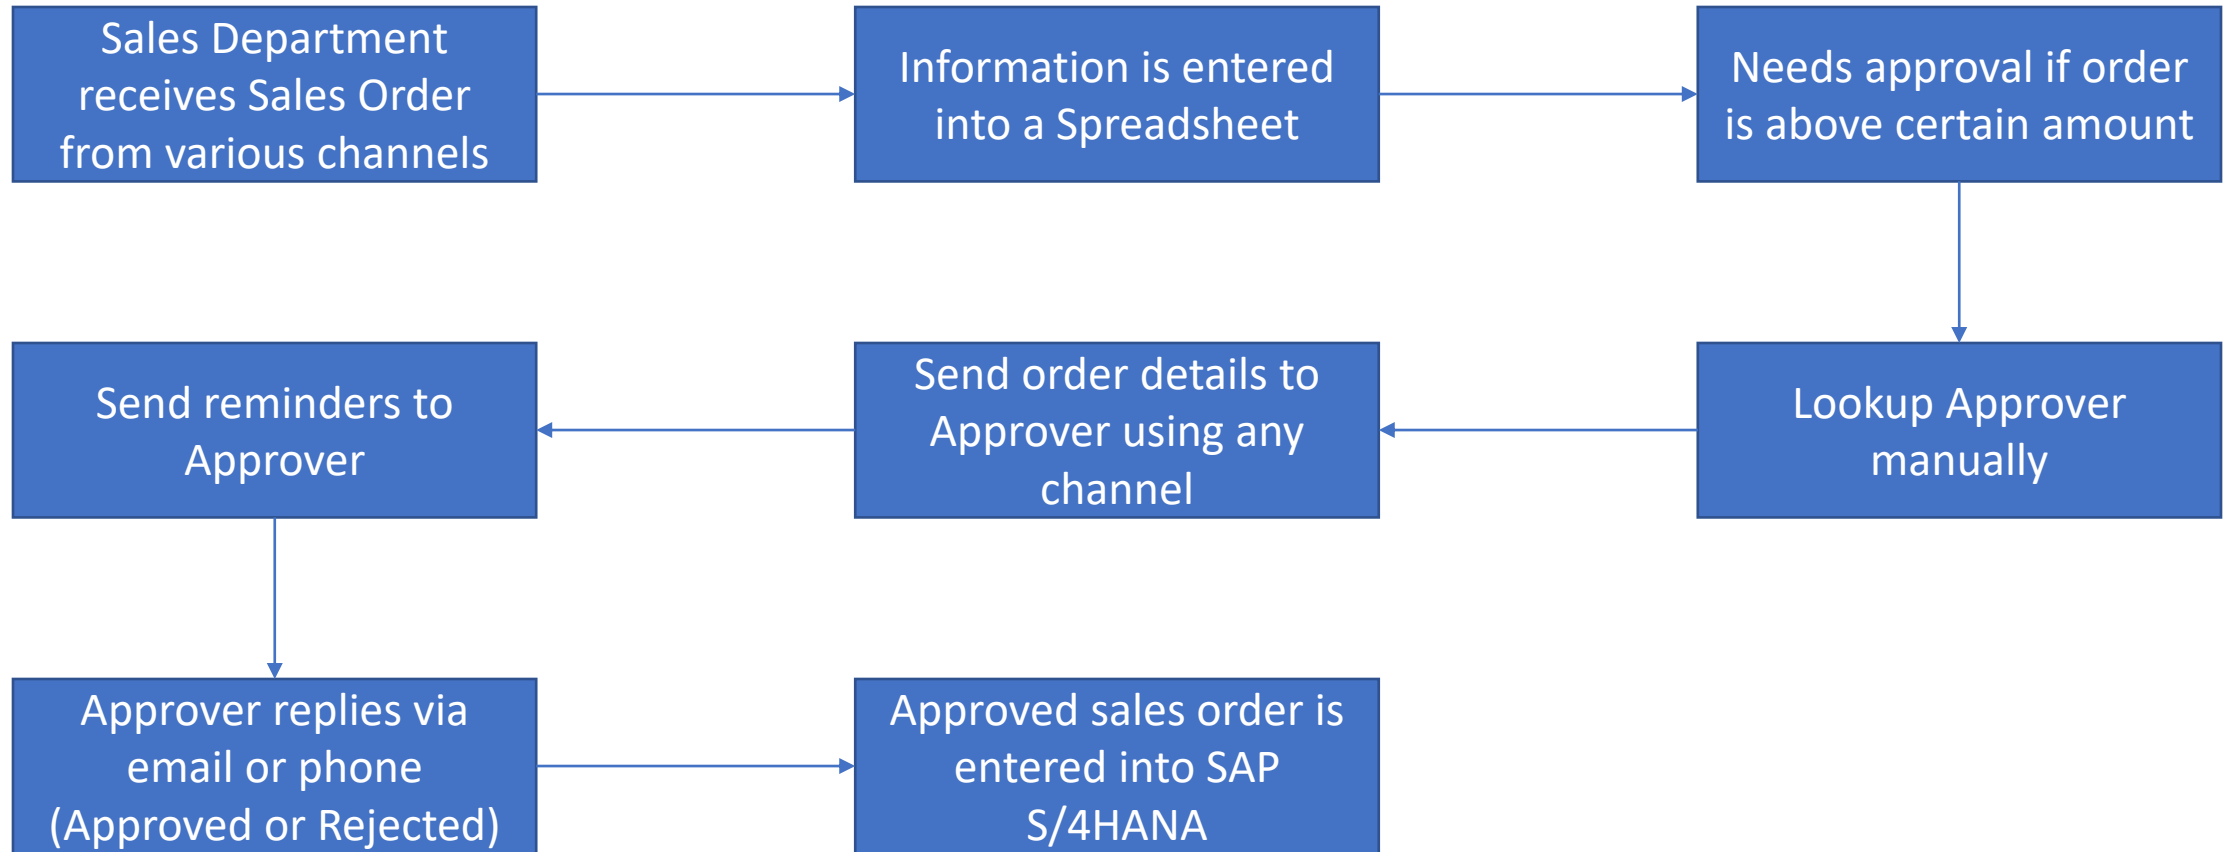 Sales Department
receives Sales Order
from various channels
Information is entered
into a Spreadsheet
Needs approval if order
is above certain amount
Lookup Approver
manually
Send order details to
Approver using any
channel
Send reminders to
Approver
Approver replies via
email or phone
(Approved or Rejected)
Approved sales order is
entered into SAP
S/4HANA